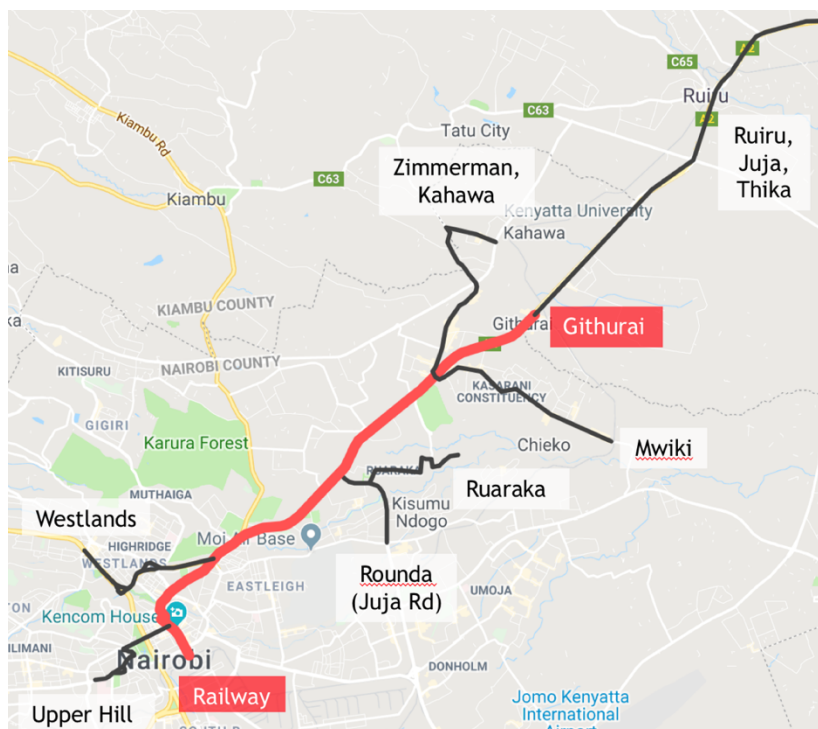 A2
C65
Ruiru
A2
C63
Tatu City
Kiambu Rd
Ruiru,
Juja,
Thika
Zimmerman,
Kahawa
C63
Kiambu
Kenyatta University
Kahawa
KIAMBU COUNTY
Githurai
Githurai
NAIROBI COUNTY
KITISURU
KASARANI
CONSTITUENCY
GIGIRI
Karura Forest
Chieko
Mwiki
RUARAKA
Ruaraka
MUTHAIGA
Kisumu
Ndogo
Westlands
Moi Air Base
HIGHRIDGE
WESTLANDS
Rounda
(Juja Rd)
EASTLEIGH
UMOJA
Kencom House
Nairobi
DONHOLM
Railway
Jomo Kenyatta
International
Airport
Upper Hill